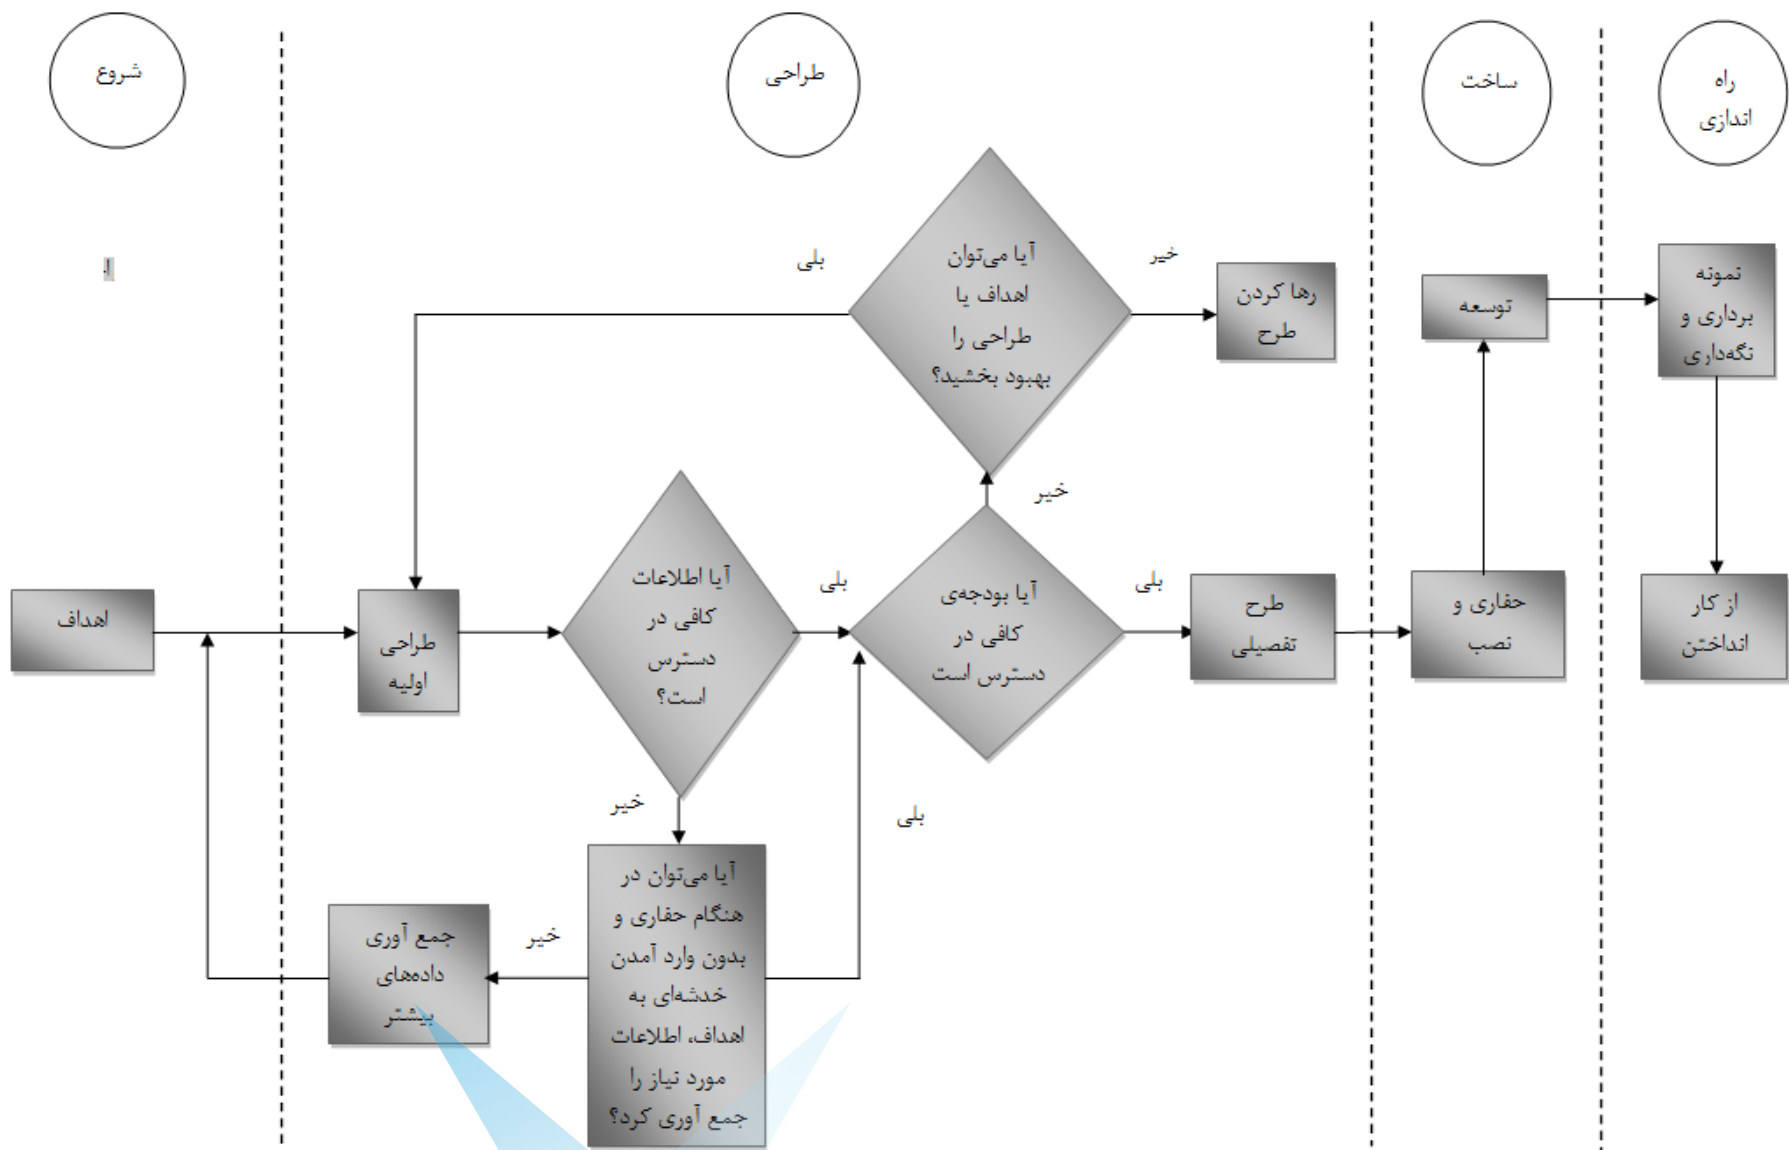 شروع
طراحی
ساخت
راه
اندازی
آیا می‌توان
اهداف یا
طراحی را
بهبود بخشید؟
بلی
خیر
رها کردن
طرح
توسعه
نمونه
برداری و
نگه‌داری
خیر
اهداف
طراحی
اولیه
آیا اطلاعات
کافی در
دسترس
است؟
بلی
آیا بودجه‌ی
کافی در
دسترس است
بلی
طرح
تفصیلی
حفاری و
نصب
از کار
انداختن
خیر
بلی
آیا می‌توان در
هنگام حفاری و
بدون وارد آمدن
خدشه‌ای به
اهداف، اطلاعات
مورد نیاز را
جمع آوری کرد؟
خیر
جمع آوری
داده‌های
بیشتر